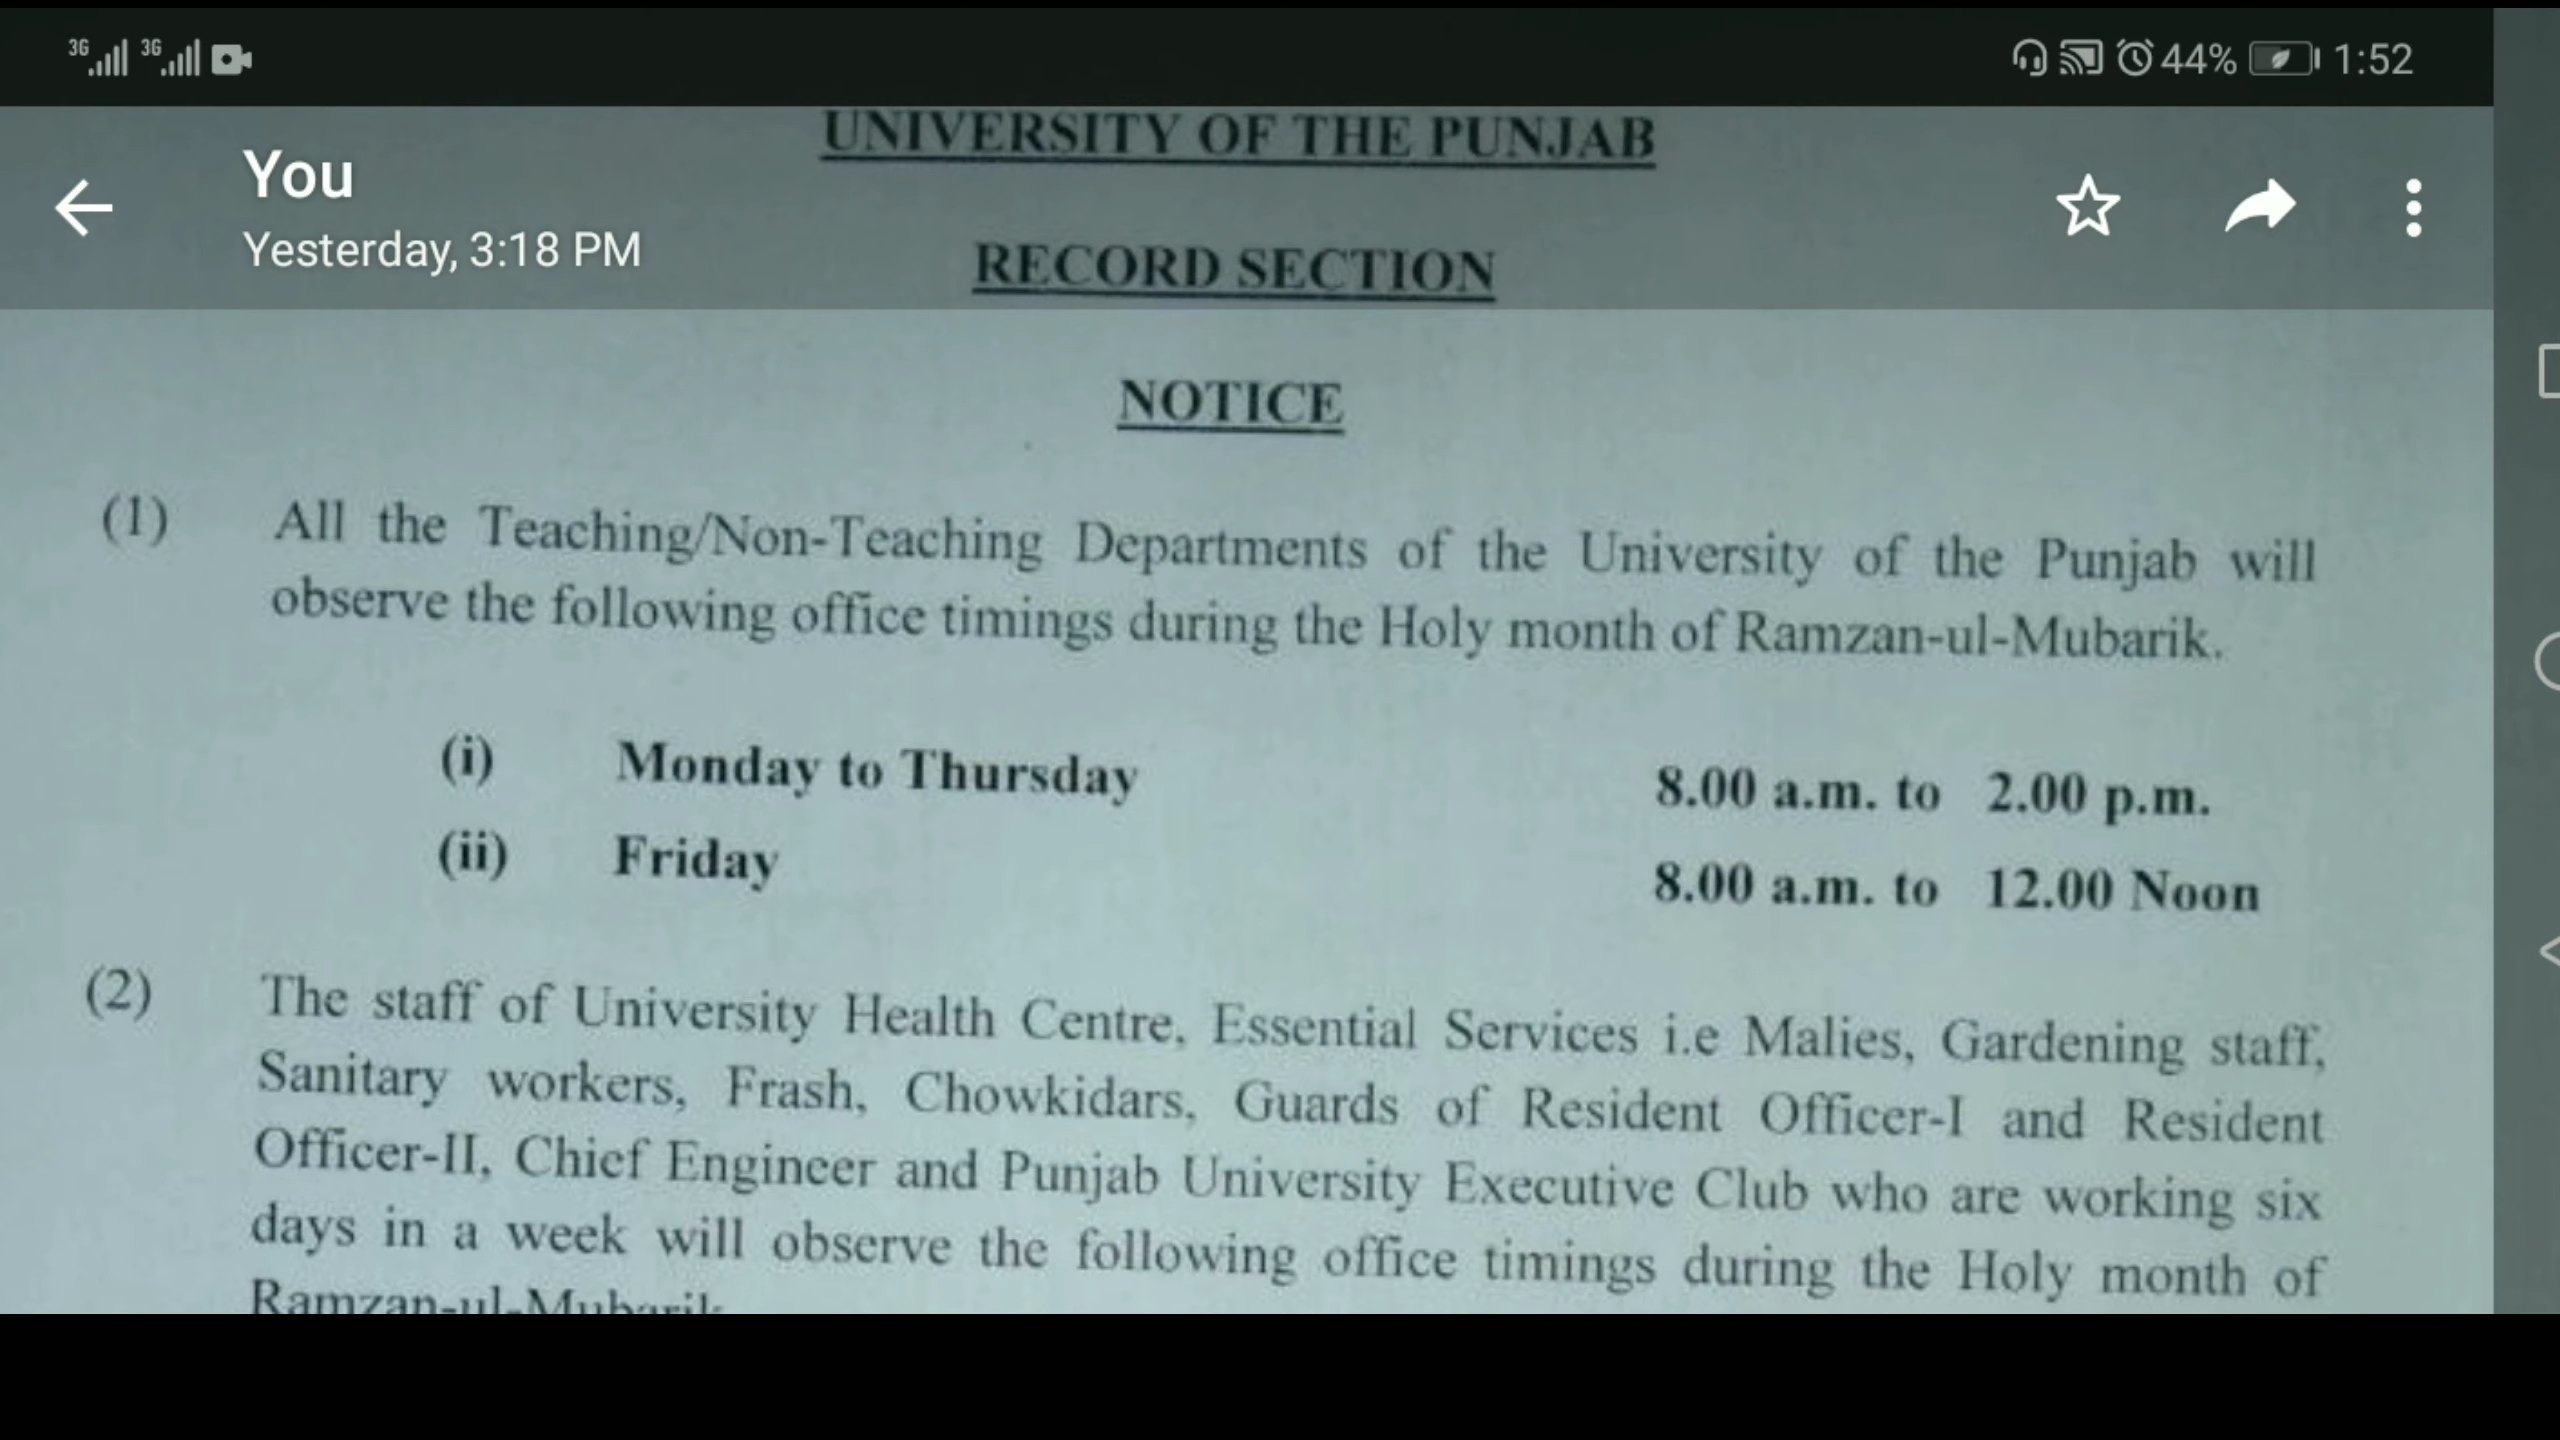 3G 3G 44% 1:52
UNIVERSITY OF THE PUNJAB
You
Yesterday, 3:18 PM
RECORD SECTION
NOTICE
(1) All the Teaching/Non-Teaching Departments of the University of the Punjab will
observe the following office timings during the Holy month of Ramzan-ul-Mubarik.
(i) Monday to Thursday 8.00 a.m. to 2.00 p.m.
(ii) Friday 8.00 a.m. to 12.00 Noon
(2) The staff of University Health Centre, Essential Services i.e Malies, Gardening staff,
Sanitary workers, Frash, Chowkidars, Guards of Resident Officer-I and Resident
Officer-II, Chief Engineer and Punjab University Executive Club who are working six
days in a week will observe the following office timings during the Holy month of
Ramzan-ul-Mubarik